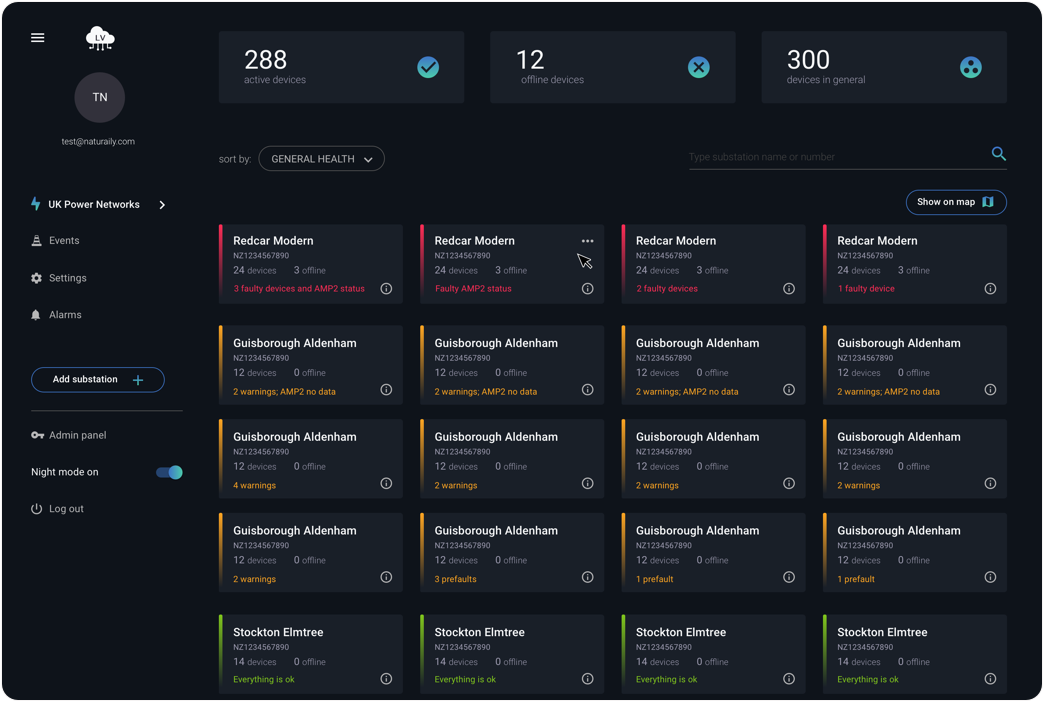 LV
TN
test@naturaily.com
UK Power Networks
Events
Settings
Alarms
Add substation
Admin panel
Night mode on
Log out
288
active devices
12
offline devices
300
devices in general
sort by:
GENERAL HEALTH
Type substation name or number
Show on map
Redcar Modern
NZ1234567890
24 devices 3 offline
3 faulty devices and AMP2 status
Redcar Modern
NZ1234567890
24 devices 3 offline
Faulty AMP2 status
Redcar Modern
NZ1234567890
24 devices 3 offline
2 faulty devices
Redcar Modern
NZ1234567890
24 devices 3 offline
1 faulty device
Guisborough Aldenham
NZ1234567890
12 devices 0 offline
2 warnings; AMP2 no data
Guisborough Aldenham
NZ1234567890
12 devices 0 offline
2 warnings; AMP2 no data
Guisborough Aldenham
NZ1234567890
12 devices 0 offline
2 warnings; AMP2 no data
Guisborough Aldenham
NZ1234567890
12 devices 0 offline
2 warnings; AMP2 no data
Guisborough Aldenham
NZ1234567890
12 devices 0 offline
4 warnings
Guisborough Aldenham
NZ1234567890
12 devices 0 offline
2 warnings
Guisborough Aldenham
NZ1234567890
12 devices 0 offline
2 warnings
Guisborough Aldenham
NZ1234567890
12 devices 0 offline
2 warnings
Guisborough Aldenham
NZ1234567890
12 devices 0 offline
2 warnings
Guisborough Aldenham
NZ1234567890
12 devices 0 offline
3 prefaults
Guisborough Aldenham
NZ1234567890
12 devices 0 offline
1 prefault
Guisborough Aldenham
NZ1234567890
12 devices 0 offline
1 prefault
Stockton Elmtree
NZ1234567890
14 devices 0 offline
Everything is ok
Stockton Elmtree
NZ1234567890
14 devices 0 offline
Everything is ok
Stockton Elmtree
NZ1234567890
14 devices 0 offline
Everything is ok
Stockton Elmtree
NZ1234567890
14 devices 0 offline
Everything is ok